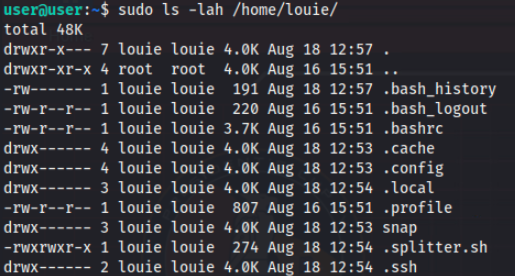 user@user:~$ sudo ls -lah /home/louie/
total 48K
drwxr-x--- 7 louie louie 4.0K Aug 18 12:57 .
drwxr-xr-x 4 root  root  4.0K Aug 16 15:51 ..
-rw------- 1 louie louie  191 Aug 18 12:57 .bash_history
-rw-r--r-- 1 louie louie  220 Aug 16 15:51 .bash_logout
-rw-r--r-- 1 louie louie 3.7K Aug 16 15:51 .bashrc
drwx------ 4 louie louie 4.0K Aug 18 12:53 .cache
drwx------ 4 louie louie 4.0K Aug 18 12:53 .config
drwx------ 3 louie louie 4.0K Aug 18 12:54 .local
-rw-r--r-- 1 louie louie  807 Aug 16 15:51 .profile
drwx------ 3 louie louie 4.0K Aug 18 12:53 snap
-rwxrwxr-x 1 louie louie  274 Aug 18 12:54 .splitter.sh
drwx------ 2 louie louie 4.0K Aug 18 12:54 .ssh